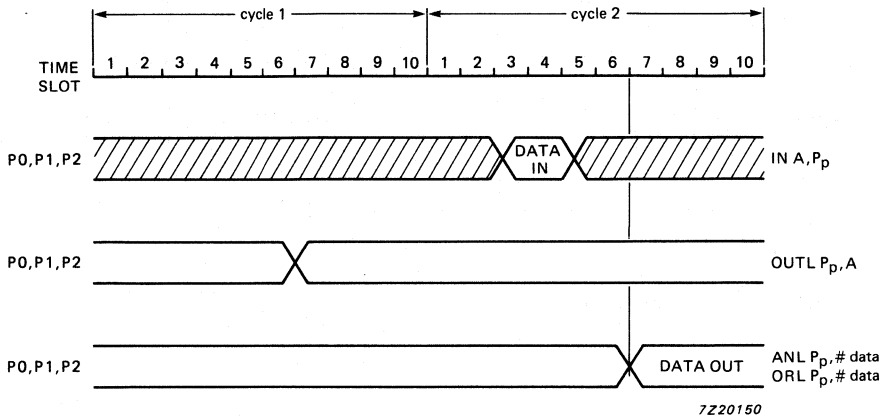 cycle 1 cycle 2
TIME SLOT 1 2 3 4 5 6 7 8 9 10 1 2 3 4 5 6 7 8 9 10
P0,P1,P2 DATA IN IN A,Pp
P0,P1,P2 OUTL Pp,A
P0,P1,P2 DATA OUT ANL Pp,# data
ORL Pp,# data
7Z20150